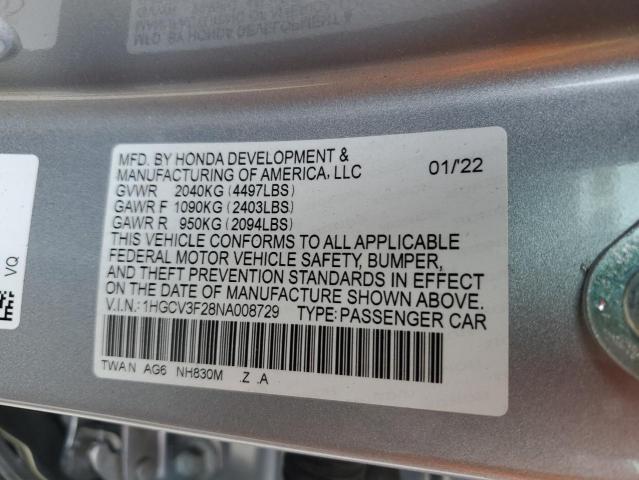 MFD. BY HONDA DEVELOPMENT &
MANUFACTURING OF AMERICA, LLC 01/'22
GVWR 2040KG (4497LBS)
GAWR F 1090KG (2403LBS)
GAWR R 950KG (2094LBS)
THIS VEHICLE CONFORMS TO ALL APPLICABLE
FEDERAL MOTOR VEHICLE SAFETY, BUMPER,
AND THEFT PREVENTION STANDARDS IN EFFECT
ON THE DATE OF MANUFACTURE SHOWN ABOVE.
V.I.N.:1HGCV3F28NA008729 TYPE:PASSENGER CAR
TWAN AG6 NH830M .Z .A
VQ